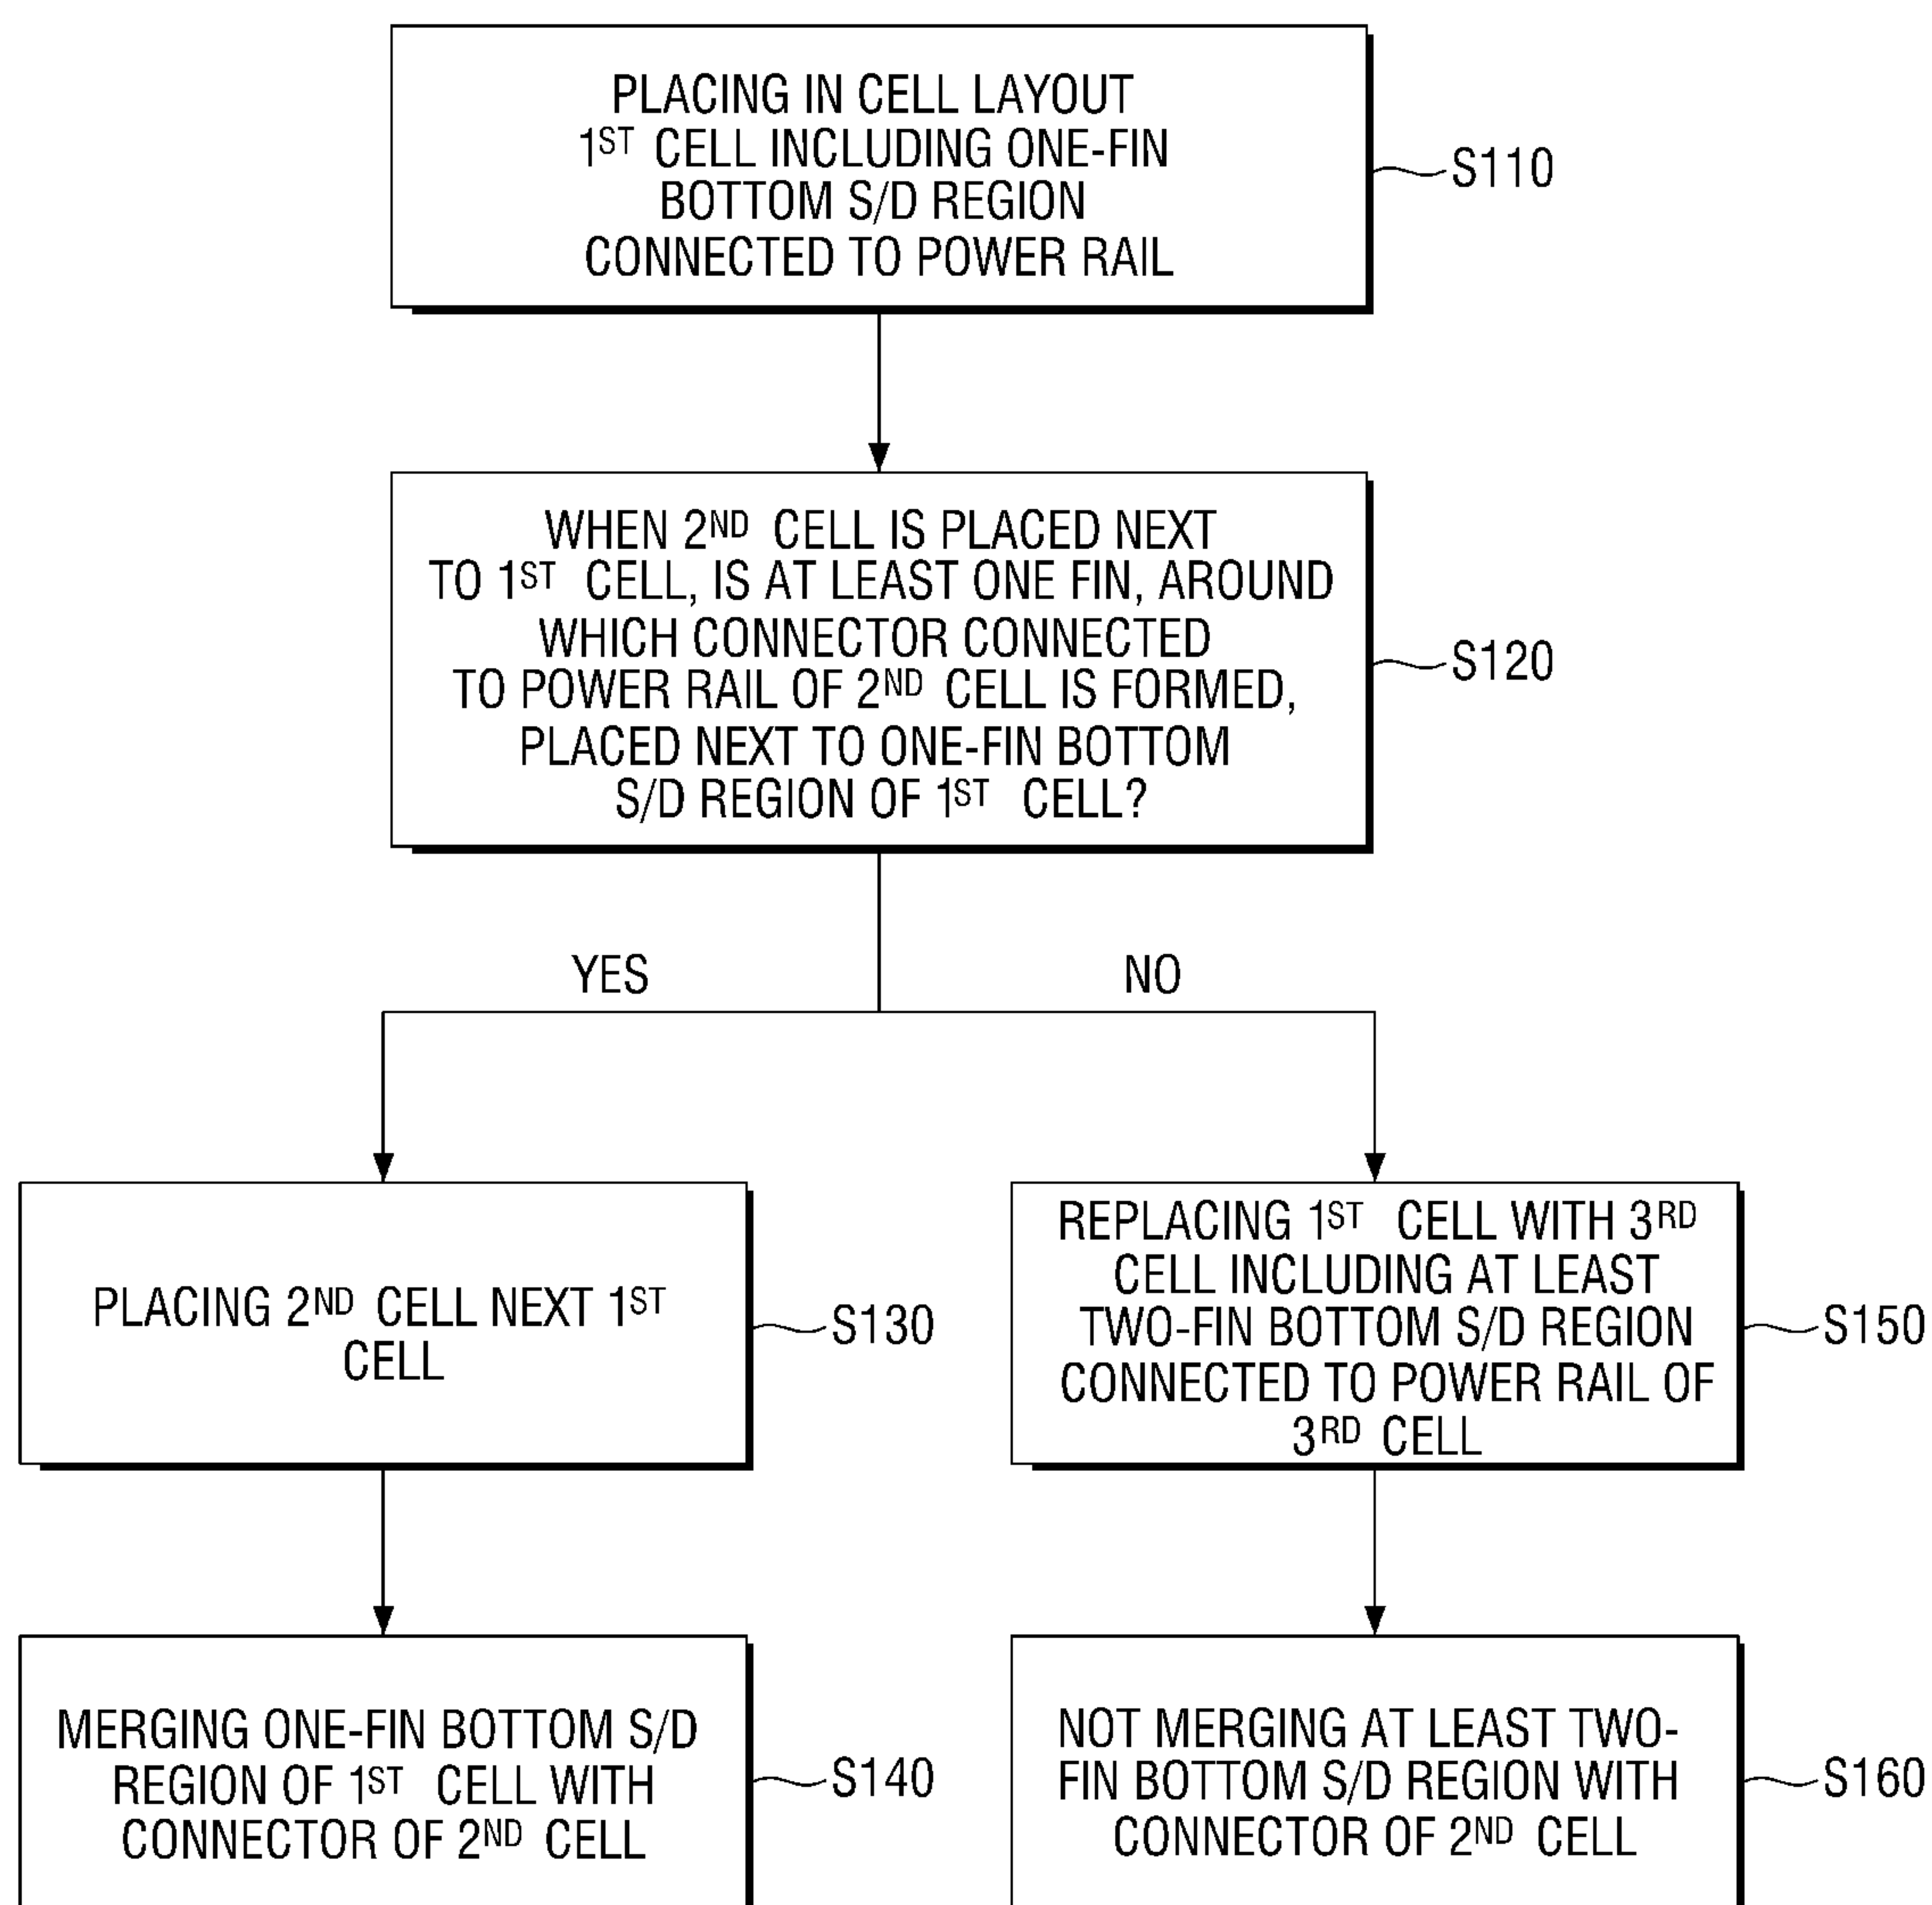 PLACING IN CELL LAYOUT
1ST CELL INCLUDING ONE-FIN
BOTTOM S/D REGION
CONNECTED TO POWER RAIL
S110
WHEN 2ND CELL IS PLACED NEXT
TO 1ST CELL, IS AT LEAST ONE FIN, AROUND
WHICH CONNECTOR CONNECTED
TO POWER RAIL OF 2ND CELL IS FORMED,
PLACED NEXT TO ONE-FIN BOTTOM
S/D REGION OF 1ST CELL?
S120
YES
NO
PLACING 2ND CELL NEXT 1ST
CELL
S130
REPLACING 1ST CELL WITH 3RD
CELL INCLUDING AT LEAST
TWO-FIN BOTTOM S/D REGION
CONNECTED TO POWER RAIL OF
3RD CELL
S150
MERGING ONE-FIN BOTTOM S/D
REGION OF 1ST CELL WITH
CONNECTOR OF 2ND CELL
S140
NOT MERGING AT LEAST TWO-
FIN BOTTOM S/D REGION WITH
CONNECTOR OF 2ND CELL
S160